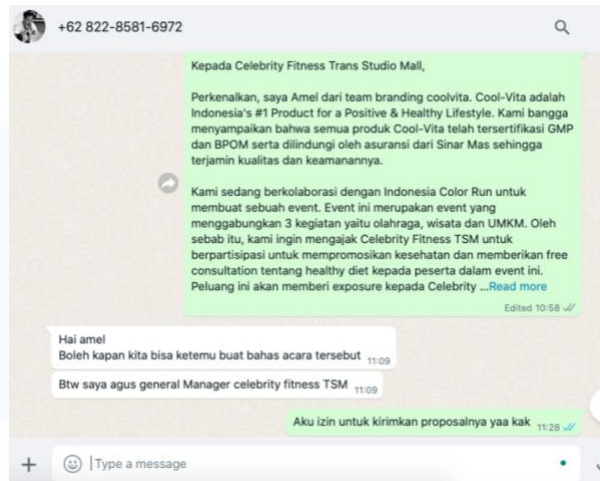 +62 822-8581-6972
Kepada Celebrity Fitness Trans Studio Mall,
Perkenalkan, saya Amel dari team branding coolvita. Cool-Vita adalah
Indonesia's #1 Product for a Positive & Healthy Lifestyle. Kami bangga
menyampaikan bahwa semua produk Cool-Vita telah tersertifikasi GMP
dan BPOM serta dilindungi oleh asuransi dari Sinar Mas sehingga
terjamin kualitas dan keamanannya.
Kami sedang berkolaborasi dengan Indonesia Color Run untuk
membuat sebuah event. Event ini merupakan event yang
menggabungkan 3 kegiatan yaitu olahraga, wisata dan UMKM. Oleh
sebab itu, kami ingin mengajak Celebrity Fitness TSM untuk
berpartisipasi untuk mempromosikan kesehatan dan memberikan free
consultation tentang healthy diet kepada peserta dalam event ini.
Peluang ini akan memberi exposure kepada Celebrity ...Read more
Edited 10:58
Hai amel
Boleh kapan kita bisa ketemu buat bahas acara tersebut 11:09
Btw saya agus general Manager celebrity fitness TSM 11:09
Aku izin untuk kirimkan proposalnya yaa kak 11:28
Type a message